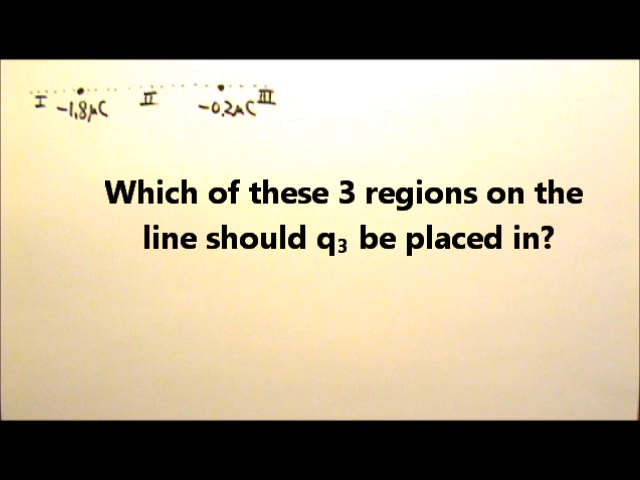 I -1.8μC II -0.2μC III
Which of these 3 regions on the
line should q₃ be placed in?